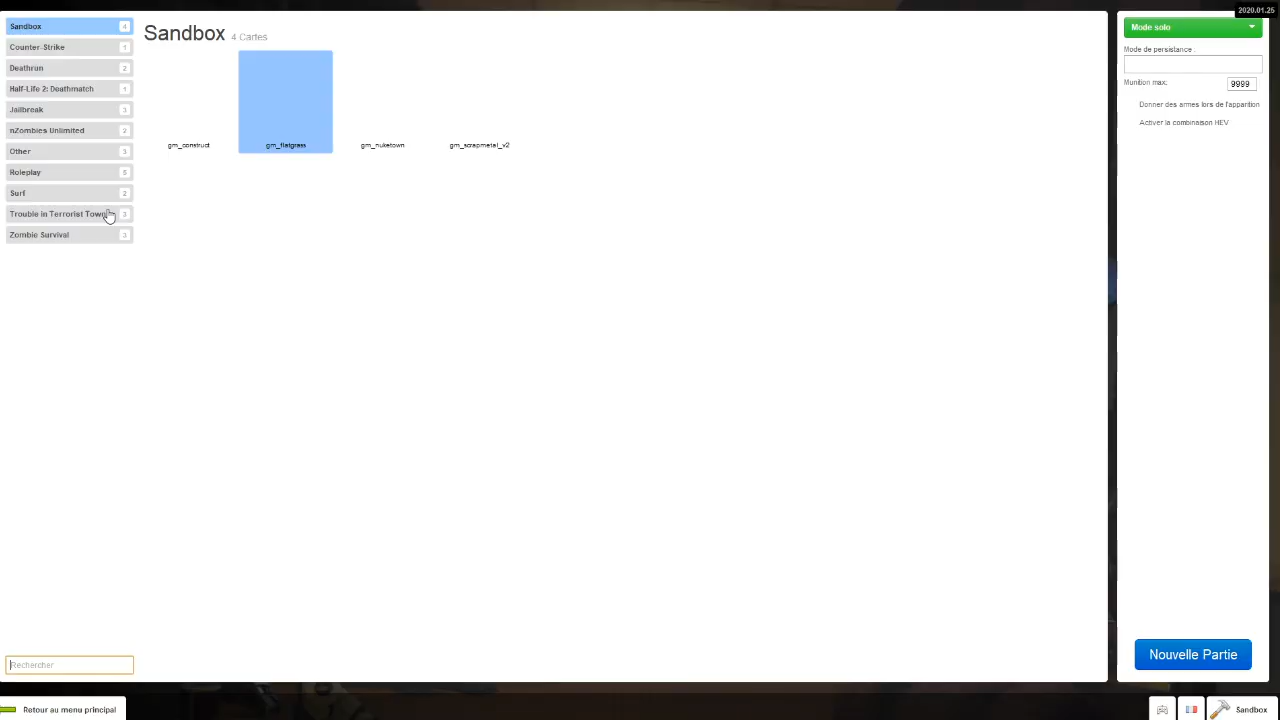 2020.01.25
Sandbox 4
Counter-Strike 1
Deathrun 2
Half-Life 2: Deathmatch 1
Jailbreak 3
nZombies Unlimited 2
Other 3
Roleplay 5
Surf 2
Trouble in Terrorist Town 3
Zombie Survival 3
Rechercher
Sandbox 4 Cartes
gm_construct
gm_flatgrass
gm_nuketown
gm_scrapmetal_v2
Mode solo
Mode de persistance :
Munition max: 9999
Donner des armes lors de l'apparition
Activer la combinaison HEV
Nouvelle Partie
Retour au menu principal
Sandbox